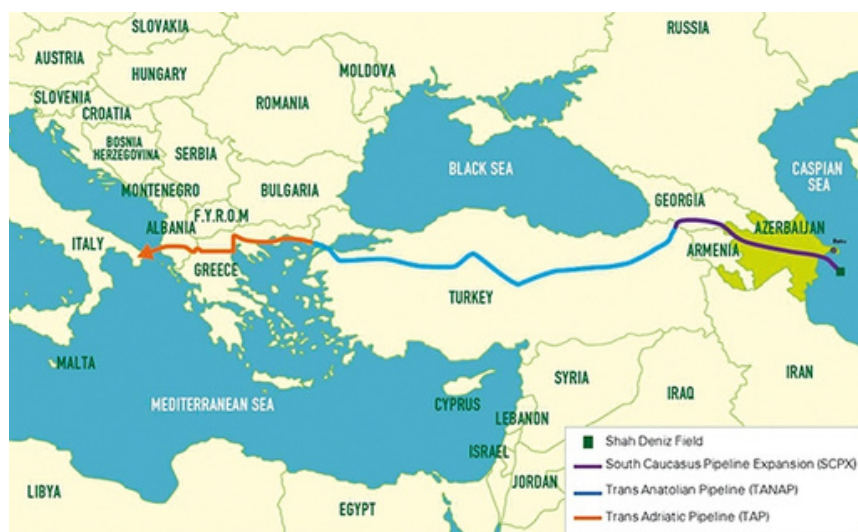 SLOVAKIA
RUSSIA
AUSTRIA
HUNGARY
MOLDOVA
SLOVENIA
CROATIA
ROMANIA
BOSNIA
HERZEGOVINA
SERBIA
BLACK SEA
CASPIAN
SEA
MONTENEGRO
BULGARIA
GEORGIA
F.Y.R.O.M
ALBANIA
AZERBAIJAN
ITALY
ARMENIA
Baku
GREECE
TURKEY
MALTA
SYRIA
IRAN
MEDITERRANEAN SEA
CYPRUS
IRAQ
LEBANON
ISRAEL
Shah Deniz Field
South Caucasus Pipeline Expansion (SCPX)
JORDAN
LIBYA
EGYPT
Trans Anatolian Pipeline (TANAP)
Trans Adriatic Pipeline (TAP)